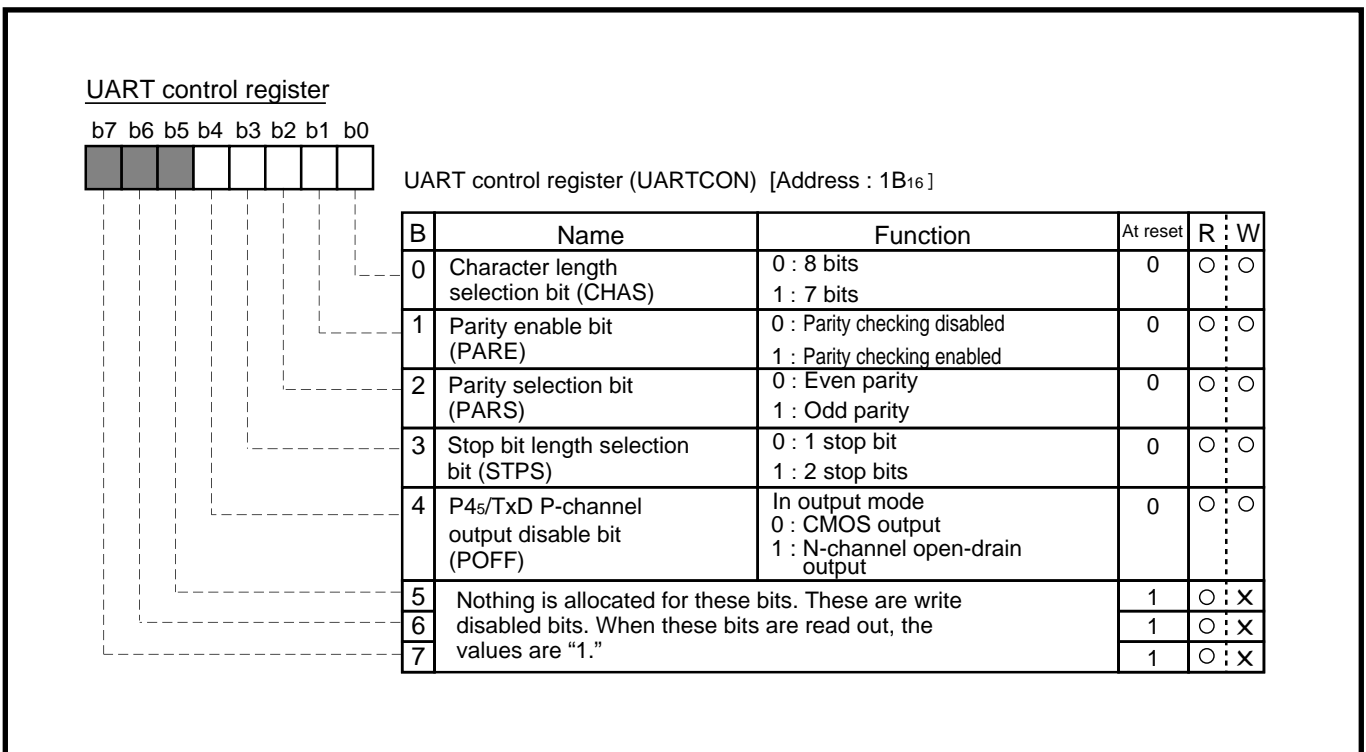 UART control register
b7 b6 b5 b4 b3 b2 b1 b0
UART control register (UARTCON) [Address : 1B16 ]
B Name Function At reset R W
0 Character length selection bit (CHAS) 0 : 8 bits 0 ○ ○
1 : 7 bits
1 Parity enable bit (PARE) 0 : Parity checking disabled 0 ○ ○
1 : Parity checking enabled
2 Parity selection bit (PARS) 0 : Even parity 0 ○ ○
1 : Odd parity
3 Stop bit length selection bit (STPS) 0 : 1 stop bit 0 ○ ○
1 : 2 stop bits
4 P45/TxD P-channel output disable bit (POFF) In output mode 0 ○ ○
0 : CMOS output
1 : N-channel open-drain
output
5 Nothing is allocated for these bits. These are write 1 ○ ×
6 disabled bits. When these bits are read out, the 1 ○ ×
7 values are “1.” 1 ○ ×